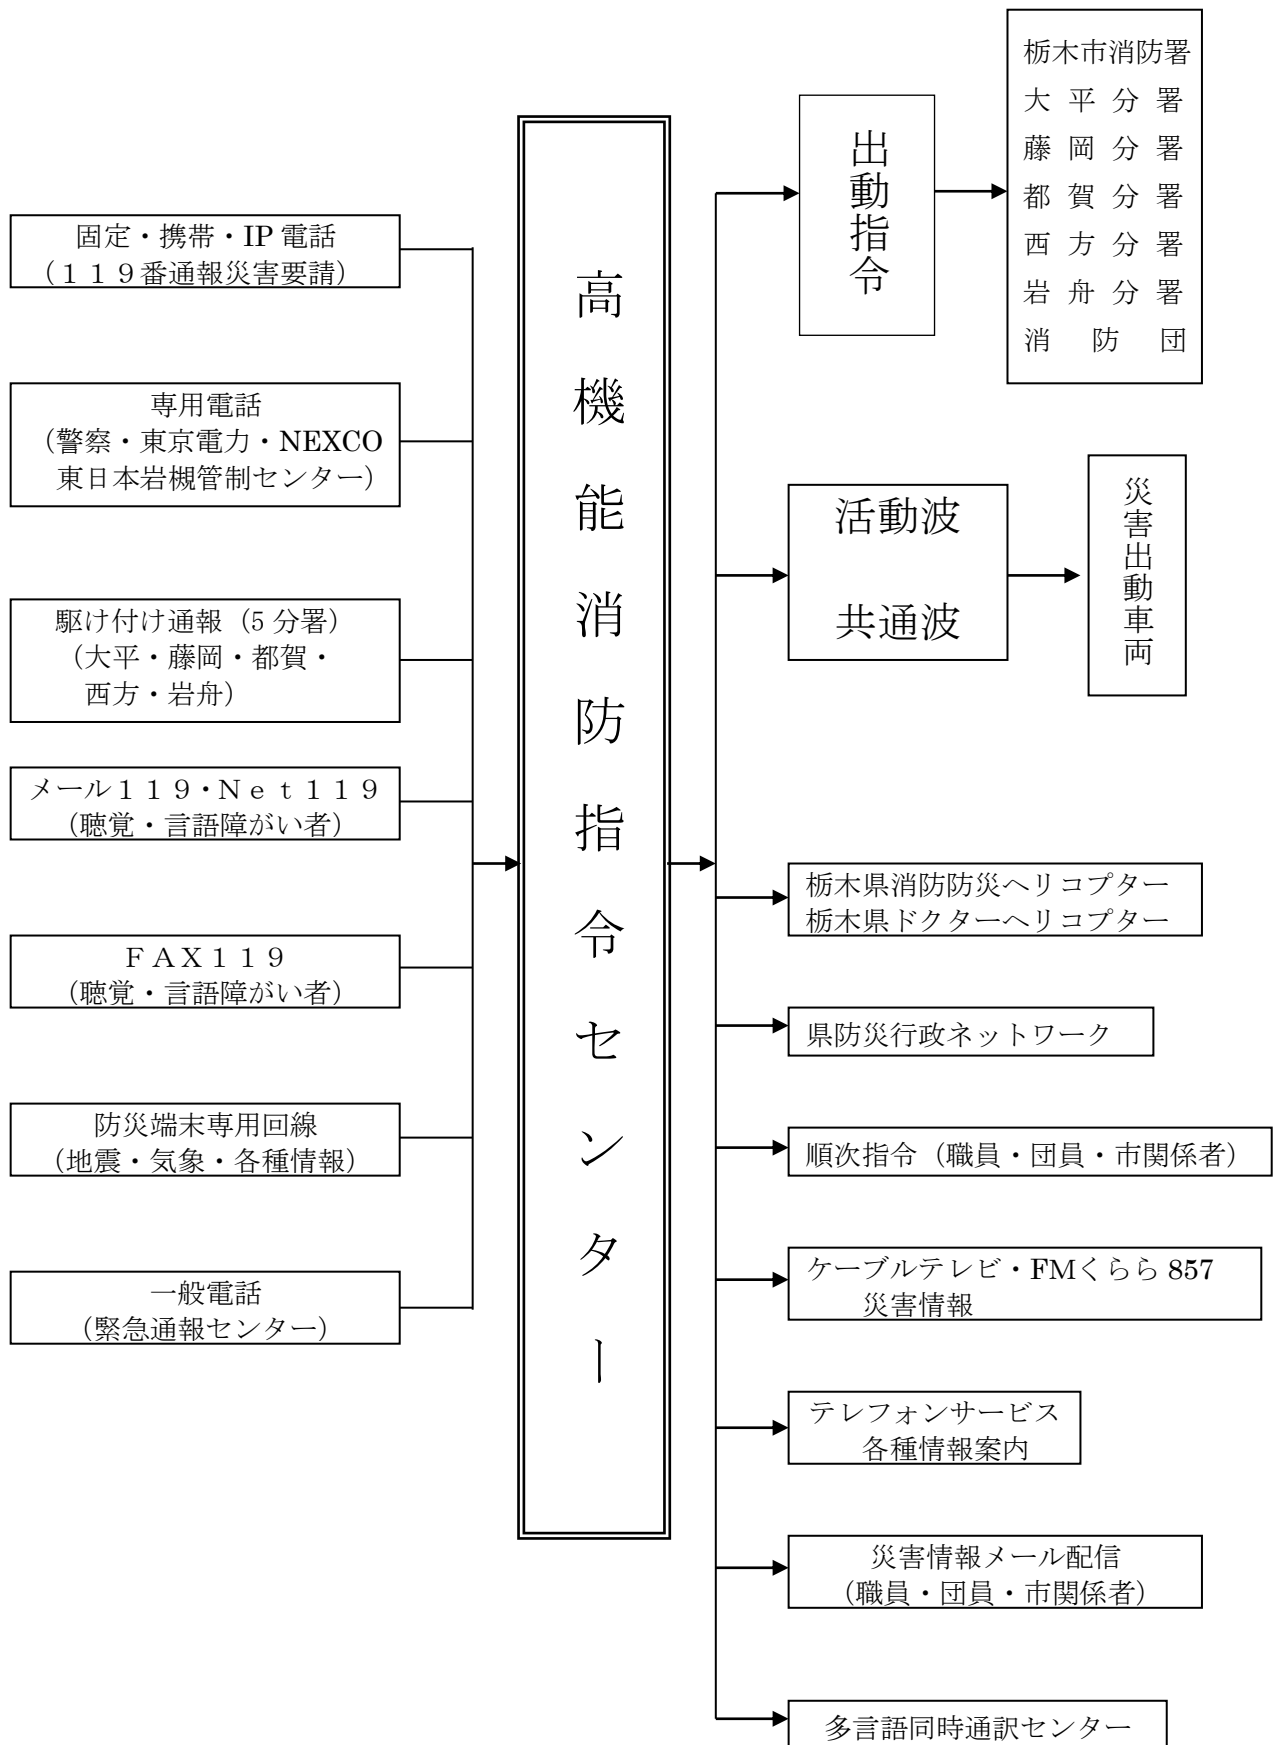 固定・携帯・IP 電話
（１１９番通報災害要請）
専用電話
（警察・東京電力・NEXCO
東日本岩槻管制センター）
駆け付け通報（5 分署）
（大平・藤岡・都賀・
西方・岩舟）
メール１１９・Ｎｅｔ１１９
（聴覚・言語障がい者）
ＦＡＸ１１９
（聴覚・言語障がい者）
防災端末専用回線
（地震・気象・各種情報）
一般電話
（緊急通報センター）
高機能消防指令センター
出動指令
栃木市消防署
大平分署
藤岡分署
都賀分署
西方分署
岩舟分署
消防団
活動波
共通波
災害出動車両
栃木県消防防災ヘリコプター
栃木県ドクターヘリコプター
県防災行政ネットワーク
順次指令（職員・団員・市関係者）
ケーブルテレビ・FMくらら 857
災害情報
テレフォンサービス
各種情報案内
災害情報メール配信
（職員・団員・市関係者）
多言語同時通訳センター